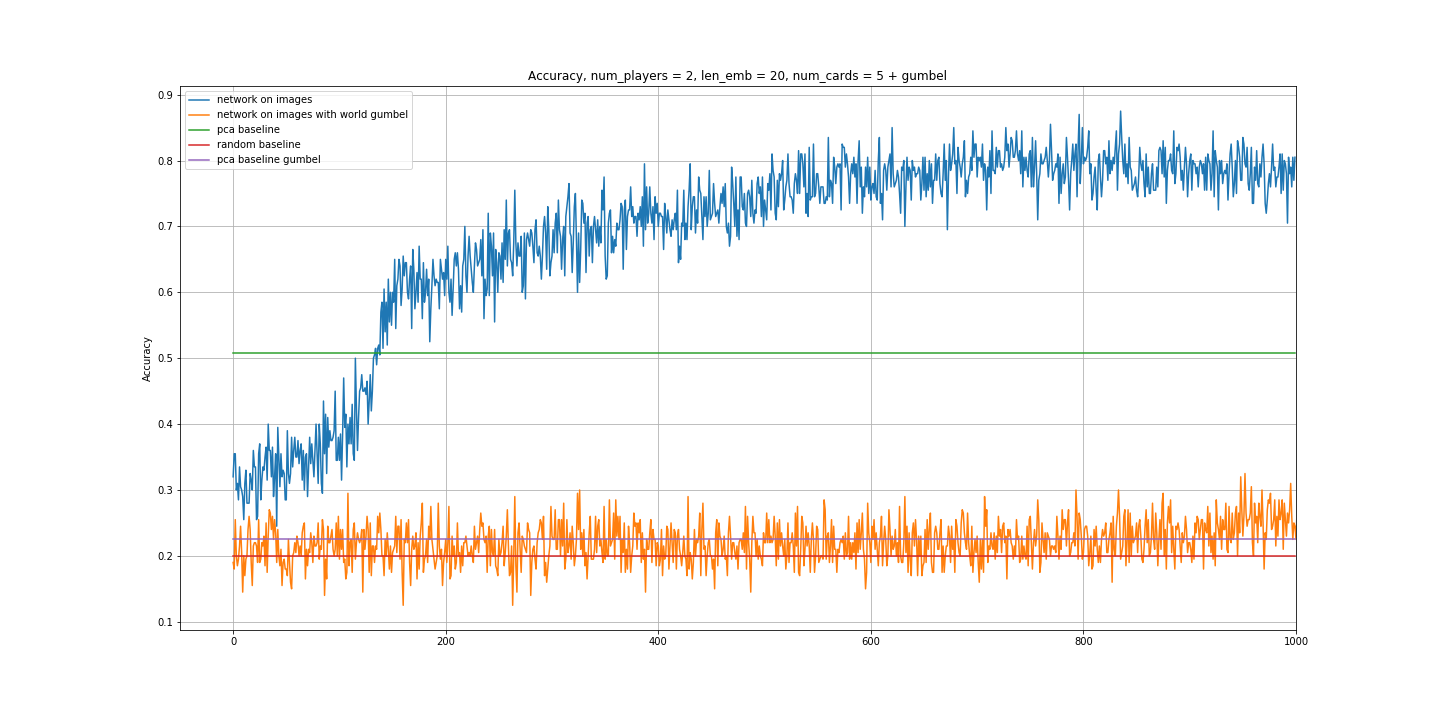 Accuracy, num_players = 2, len_emb = 20, num_cards = 5 + gumbel
network on images
network on images with world gumbel
pca baseline
random baseline
pca baseline gumbel
Accuracy
0.9
0.8
0.7
0.6
0.5
0.4
0.3
0.2
0.1
0 200 400 600 800 1000